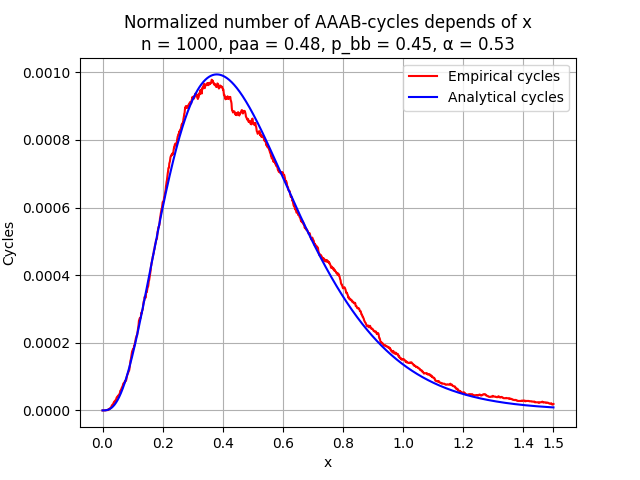 Normalized number of AAAB-cycles depends of x
n = 1000, paa = 0.48, p_bb = 0.45, α = 0.53
Empirical cycles
Analytical cycles
Cycles
0.0010
0.0008
0.0006
0.0004
0.0002
0.0000
0.0 0.2 0.4 0.6 0.8 1.0 1.2 1.4 1.5
x